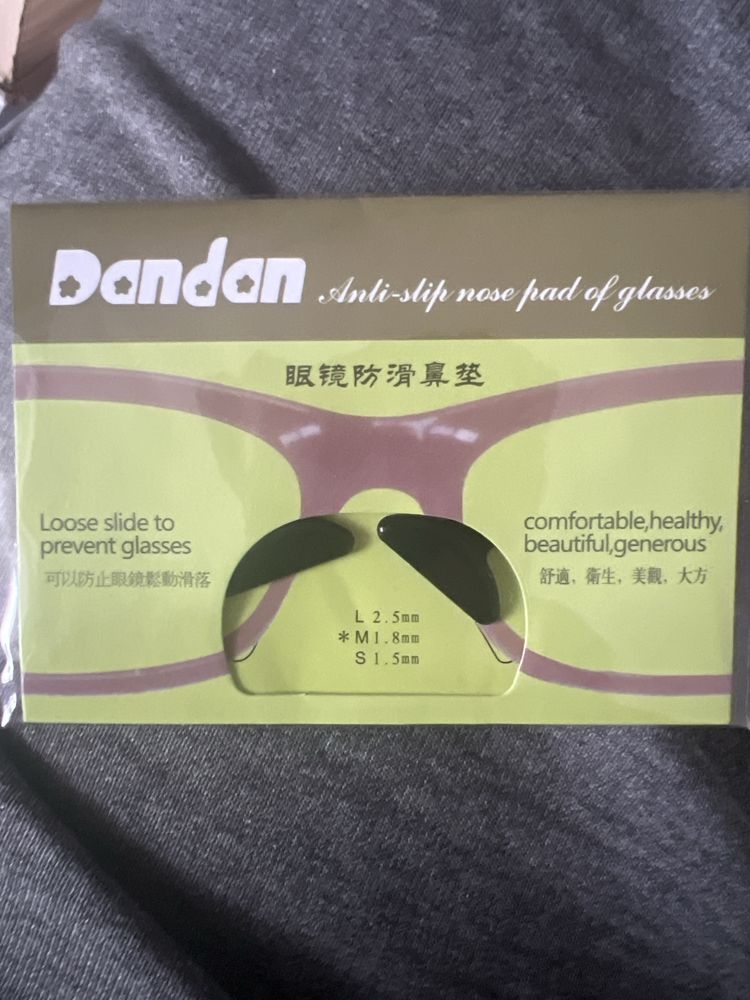 Dandan Anti-slip nose pad of glasses
眼镜防滑鼻垫
Loose slide to
prevent glasses
可以防止眼鏡鬆動滑落
comfortable,healthy,
beautiful,generous
舒適，衛生，美觀，大方
L 2.5mm
*M1.8mm
S 1.5mm